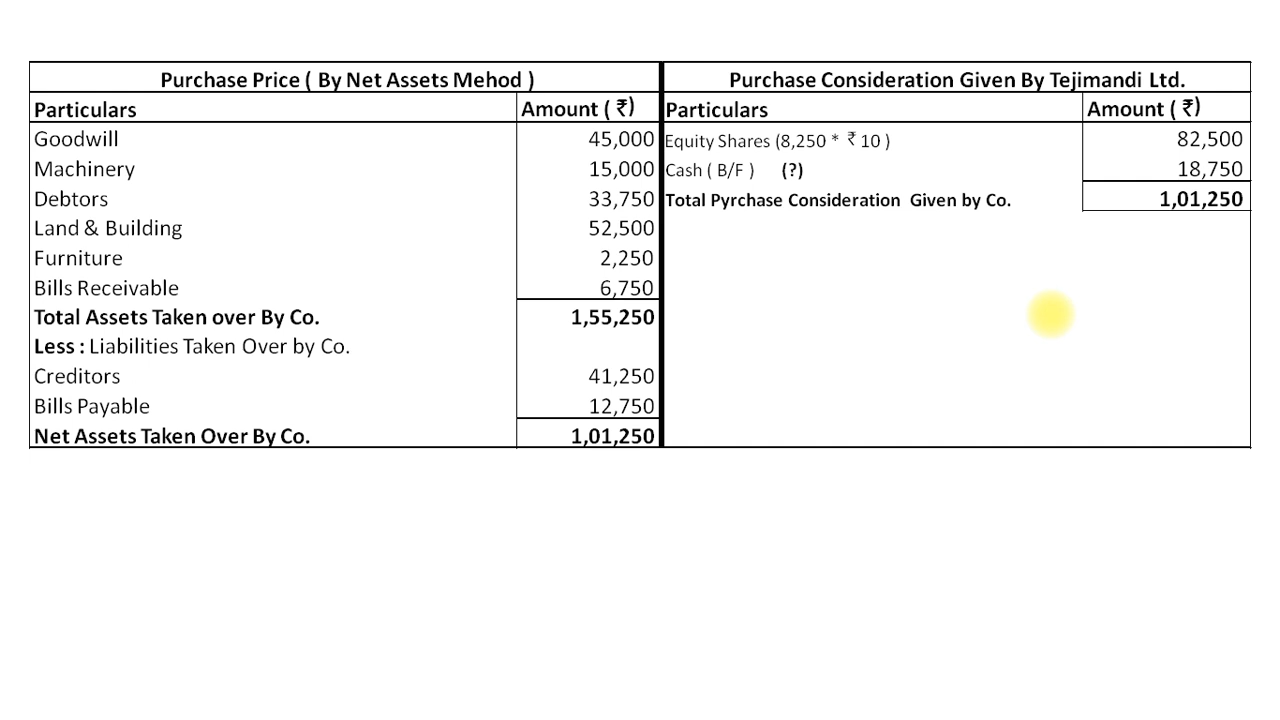 Purchase Price ( By Net Assets Mehod )
Particulars Amount ( ₹)
Goodwill 45,000
Machinery 15,000
Debtors 33,750
Land & Building 52,500
Furniture 2,250
Bills Receivable 6,750
Total Assets Taken over By Co. 1,55,250
Less : Liabilities Taken Over by Co.
Creditors 41,250
Bills Payable 12,750
Net Assets Taken Over By Co. 1,01,250
Purchase Consideration Given By Tejimandi Ltd.
Particulars Amount ( ₹)
Equity Shares (8,250 * ₹ 10 ) 82,500
Cash ( B/F ) (?) 18,750
Total Pyrchase Consideration Given by Co. 1,01,250